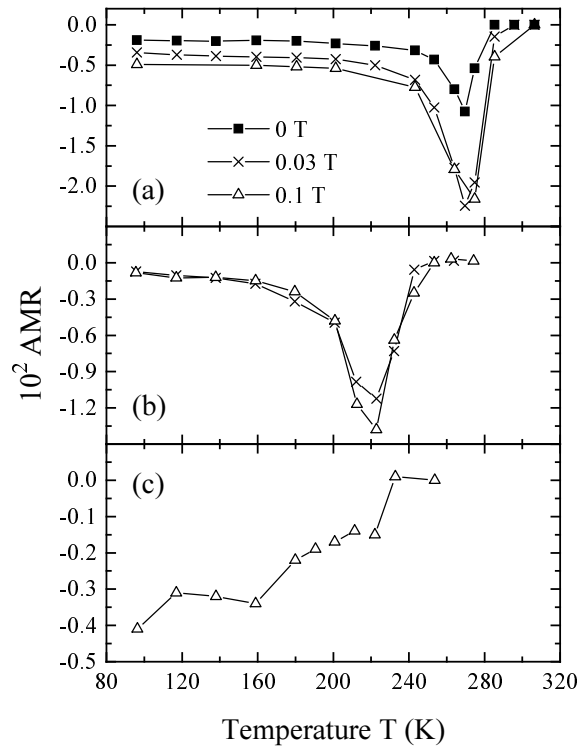 0.0
-0.5
-1.0
-1.5
-2.0
0 T
0.03 T
0.1 T
(a)
0.0
-0.3
-0.6
-0.9
-1.2
(b)
10² AMR
0.0
-0.1
-0.2
-0.3
-0.4
-0.5
(c)
80 120 160 200 240 280 320
Temperature T (K)